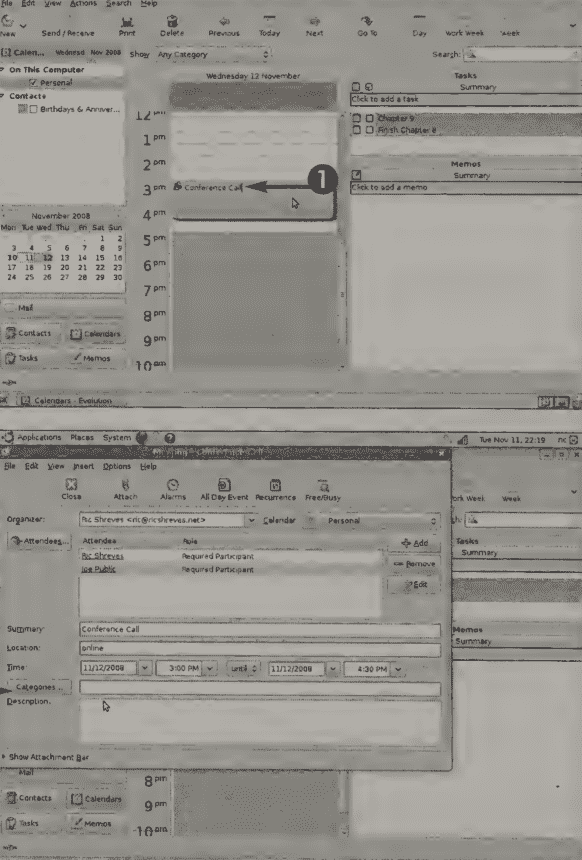 File Edit View Actions Search Help
New Send / Receive Print Delete Previous Today Next Go To Day Work Week Week
Calen... Wednesd Nov 2008 Show: Any Category Search:
On This Computer
Personal
Contacts
Birthdays & Anniver...
November 2008
Mon Tue Wed Thu Fri Sat Sun
1 2
3 4 5 6 7 8 9
10 11 12 13 14 15 16
17 18 19 20 21 22 23
24 25 26 27 28 29 30
Mail
Contacts Calendars
Tasks Memos
Wednesday 12 November
12 pm
1 pm
2 pm
3 pm Conference Call
1
4 pm
5 pm
6 pm
7 pm
8 pm
9 pm
10 pm
Tasks
Summary
Click to add a task
Chapter 9
Finish Chapter 8
Memos
Summary
Click to add a memo
Calendars - Evolution
Applications Places System Tue Nov 11, 22:19 ric
File Edit View Insert Options Help
Close Attach Alarms All Day Event Recurrence Free/Busy
Organizer: Ric Shreves <ric@ricshreves.net> Calendar Personal
Attendees... Attendee Role Add
Ric Shreves Required Participant Remove
Joe Public Required Participant Edit
Summary: Conference Call
Location: online
Time: 11/12/2008 3:00 PM until 11/12/2008 4:30 PM
Categories...
Description:
Show Attachment Bar
ork Week Week
Tasks
Summary
Memos
Summary
Mail
Contacts Calendars
Tasks Memos
8 pm
9 pm
10 am